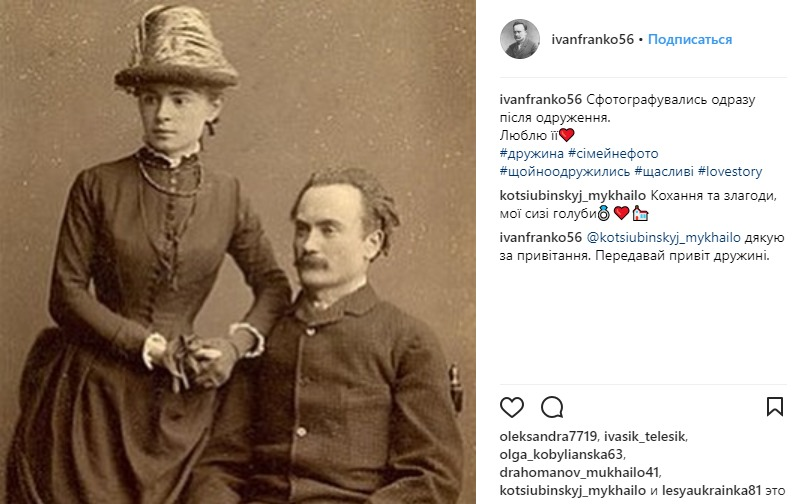 ivanfranko56 • Подписаться
ivanfranko56 Сфотографувались одразу
після одруження.
Люблю її❤
#дружина #сімейнефото
#щойноодружились #щасливі #lovestory
kotsiubinskyj_mykhailo Кохання та злагоди,
мої сизі голуби💍❤💒
ivanfranko56 @kotsiubinskyj_mykhailo дякую
за привітання. Передавай привіт дружині.
oleksandra7719, ivasik_telesik,
olga_kobylianska63,
drahomanov_mukhailo41,
kotsiubinskyj_mykhailo и lesyaukrainka81 это